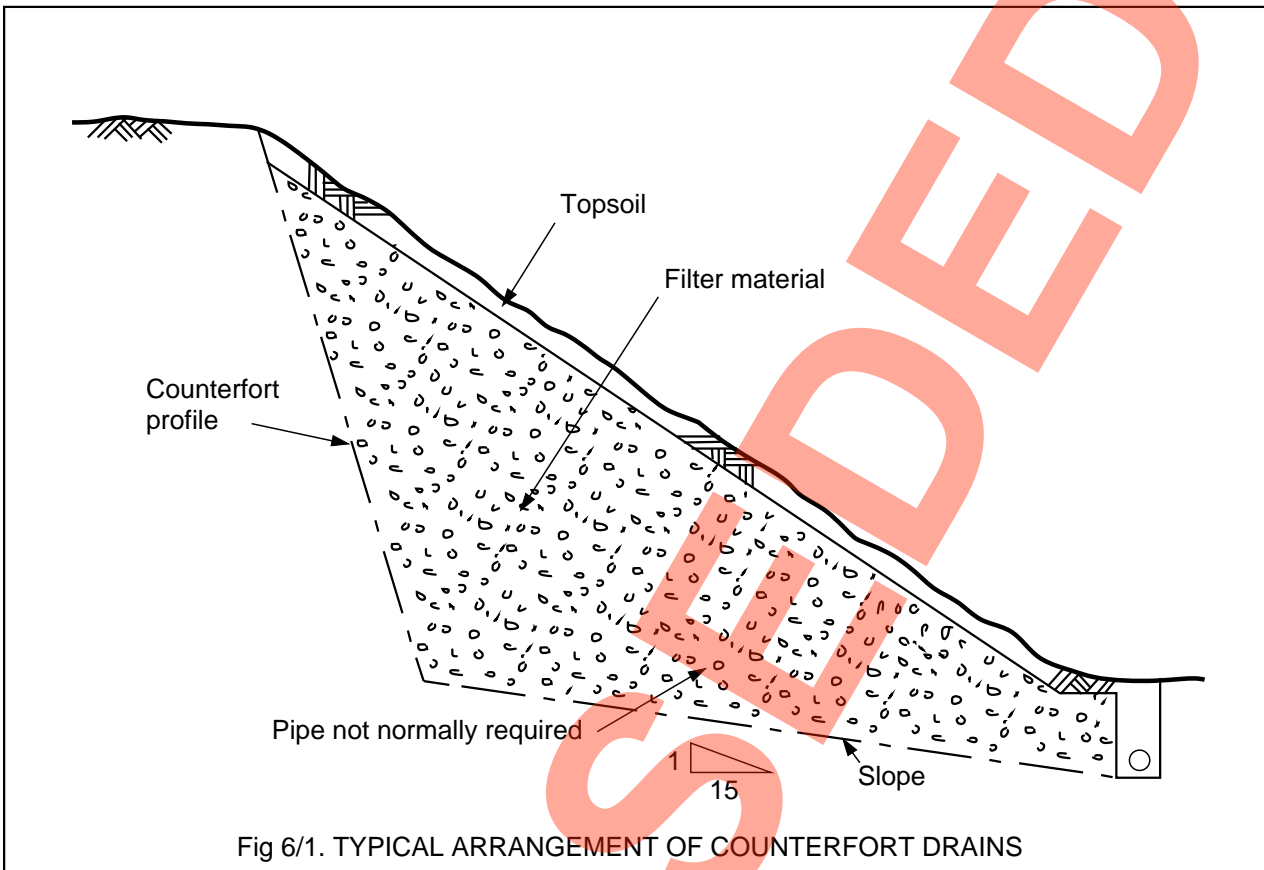 Topsoil
Filter material
Counterfort
profile
Pipe not normally required
1
15
Slope
Fig 6/1. TYPICAL ARRANGEMENT OF COUNTERFORT DRAINS
SEDED